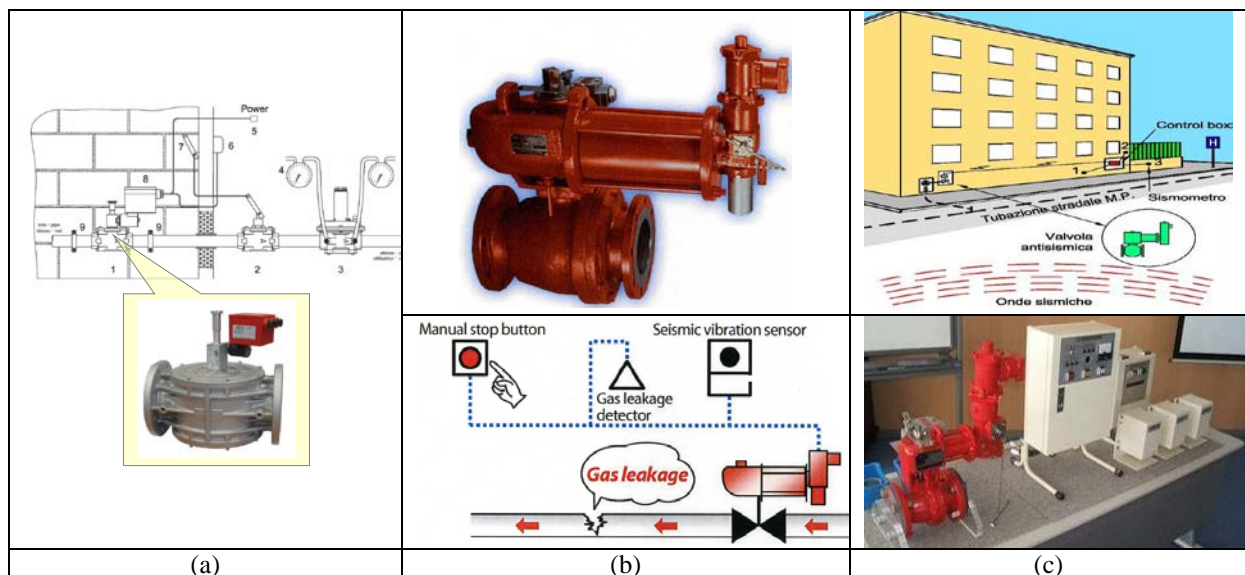 Power
5
7
6
4
8
9
9
1
2
3
(a)
Manual stop button
Seismic vibration sensor
Gas leakage
detector
Gas leakage
(b)
Control box
H
2
1
3
Sismometro
Tubazione stradale M.P.
Valvola
antisismica
Onde sismiche
(c)